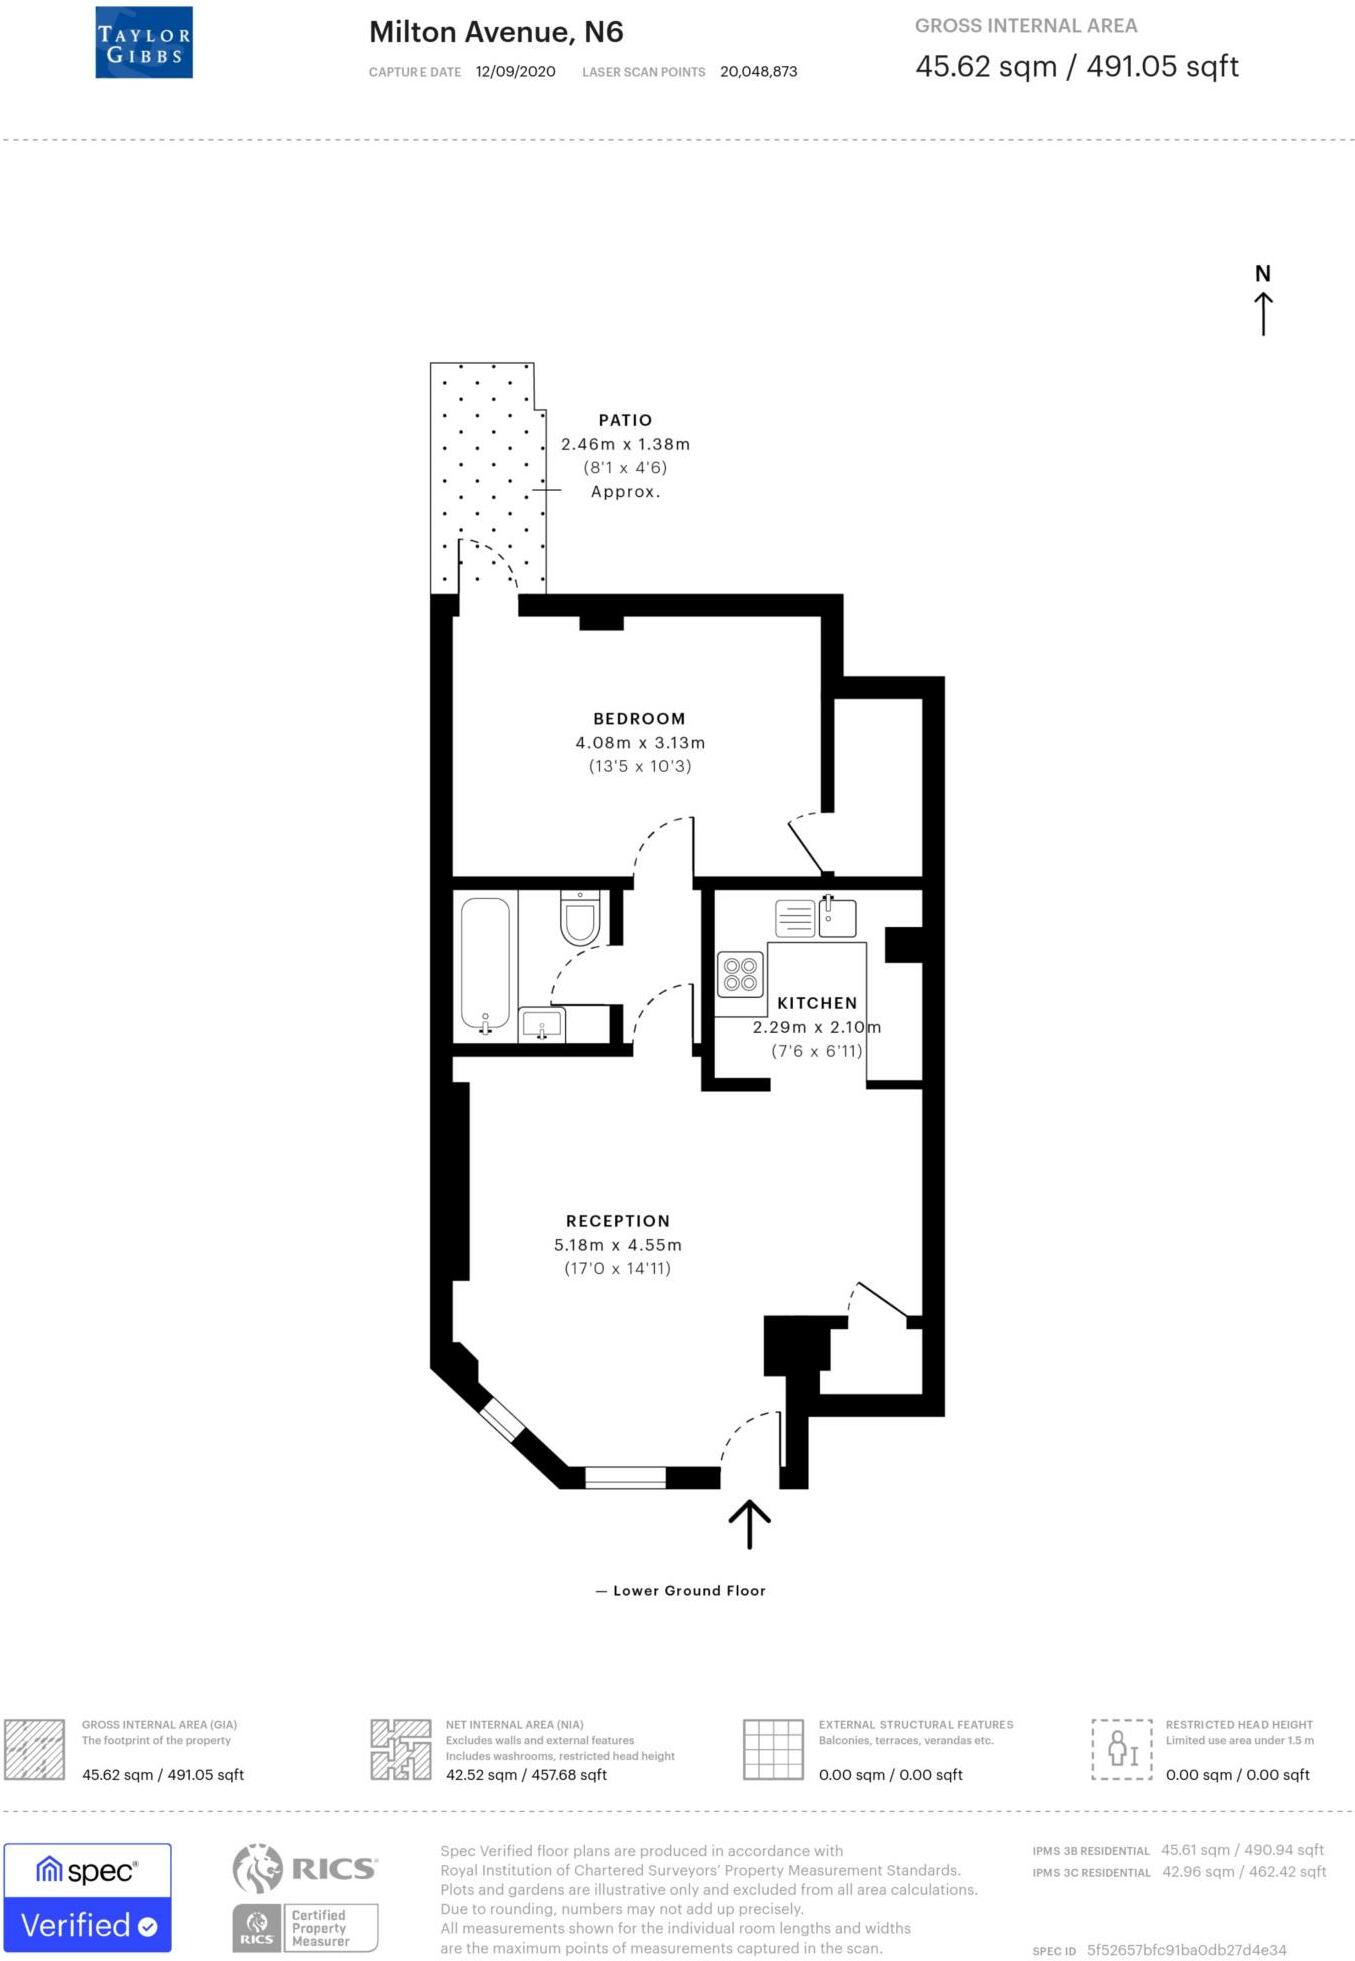 TAYLOR
GIBBS
Milton Avenue, N6
CAPTURE DATE 12/09/2020 LASER SCAN POINTS 20,048,873
GROSS INTERNAL AREA
45.62 sqm / 491.05 sqft
N
PATIO
2.46m x 1.38m
(8'1 x 4'6)
Approx.
BEDROOM
4.08m x 3.13m
(13'5 x 10'3)
KITCHEN
2.29m x 2.10m
(7'6 x 6'11)
RECEPTION
5.18m x 4.55m
(17'0 x 14'11)
— Lower Ground Floor
GROSS INTERNAL AREA (GIA)
The footprint of the property
45.62 sqm / 491.05 sqft
NET INTERNAL AREA (NIA)
Excludes walls and external features
Includes washrooms, restricted head height
42.52 sqm / 457.68 sqft
EXTERNAL STRUCTURAL FEATURES
Balconies, terraces, verandas etc.
0.00 sqm / 0.00 sqft
RESTRICTED HEAD HEIGHT
Limited use area under 1.5 m
0.00 sqm / 0.00 sqft
spec®
Verified
RICS®
RICS
Certified
Property
Measurer
Spec Verified floor plans are produced in accordance with
Royal Institution of Chartered Surveyors' Property Measurement Standards.
Plots and gardens are illustrative only and excluded from all area calculations.
Due to rounding, numbers may not add up precisely.
All measurements shown for the individual room lengths and widths
are the maximum points of measurements captured in the scan.
IPMS 3B RESIDENTIAL 45.61 sqm / 490.94 sqft
IPMS 3C RESIDENTIAL 42.96 sqm / 462.42 sqft
SPEC ID 5f52657bfc91ba0db27d4e34